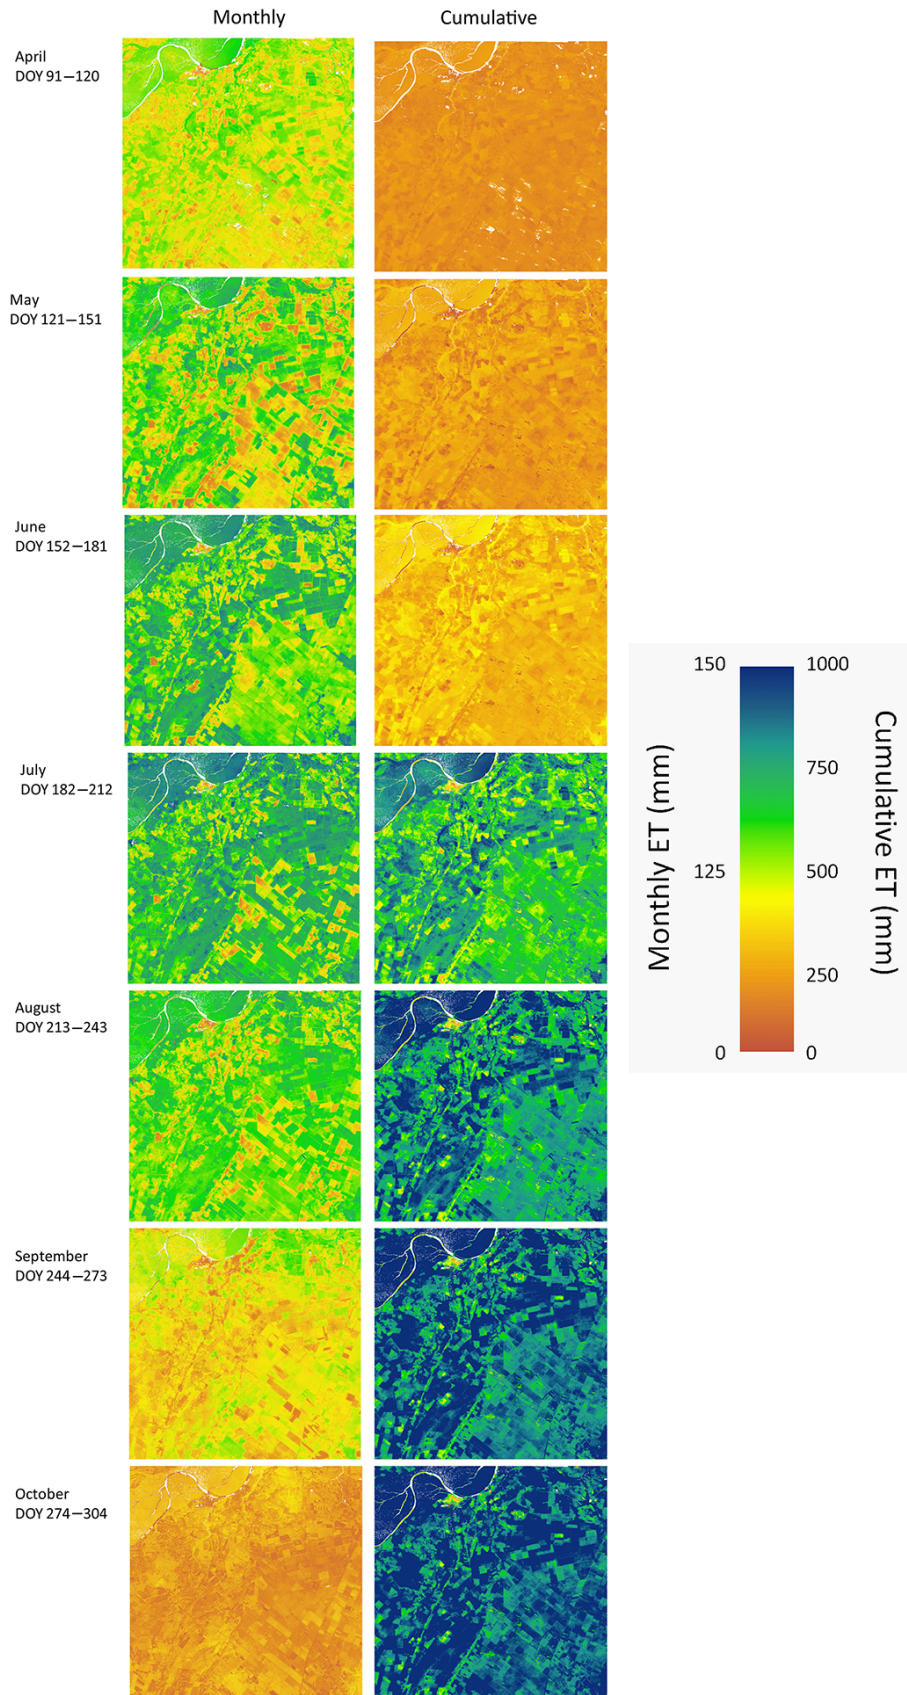 Monthly
Cumulative
April
DOY 91—120
May
DOY 121—151
June
DOY 152—181
July
DOY 182—212
August
DOY 213—243
September
DOY 244—273
October
DOY 274—304
150
1000
750
125
500
250
0
0
Monthly ET (mm)
Cumulative ET (mm)